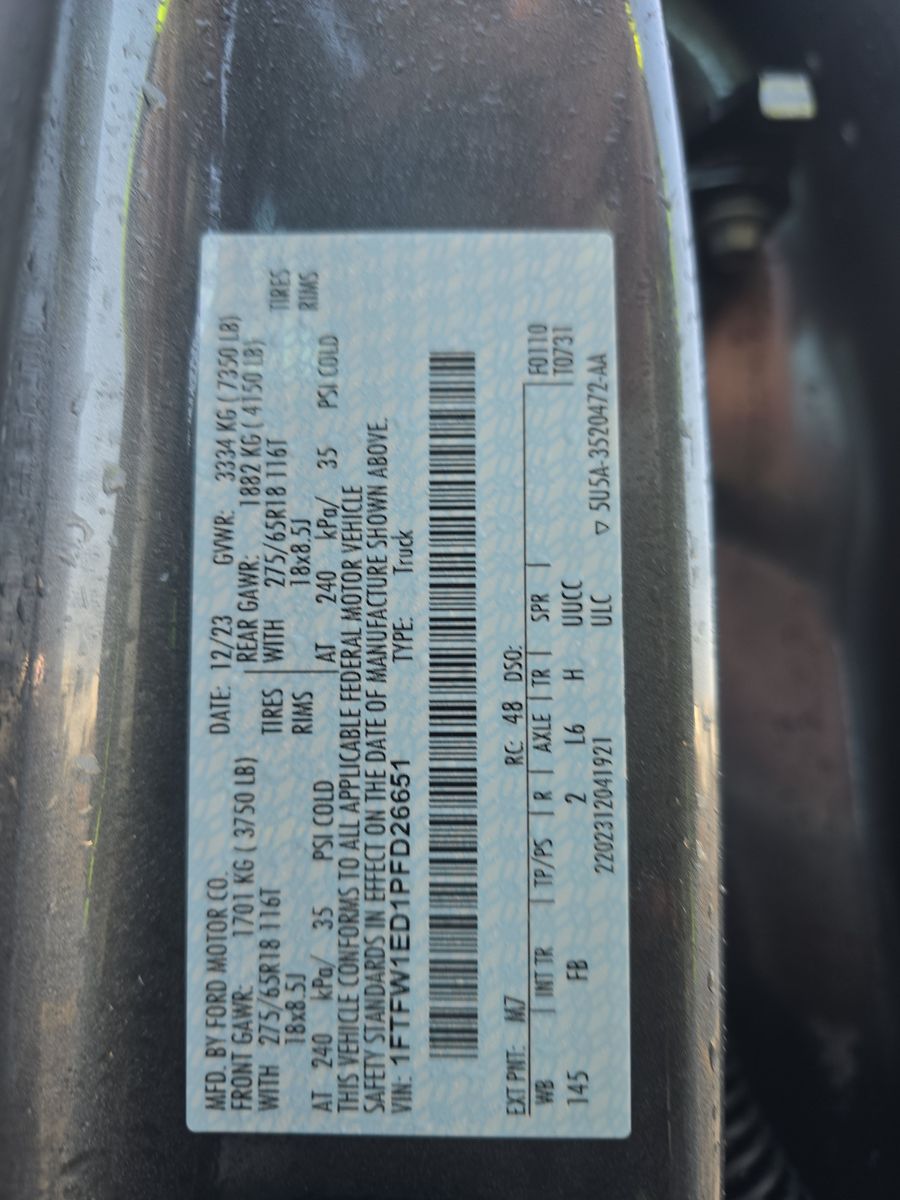 MFD. BY FORD MOTOR CO. DATE: 12/23 GVWR: 3334 KG ( 7350 LB)
FRONT GAWR: 1701 KG ( 3750 LB) REAR GAWR: 1882 KG ( 4150 LB)
WITH 275/65R18 116T TIRES WITH 275/65R18 116T TIRES
18x8.5J RIMS 18x8.5J RIMS
AT 240 kPa/ 35 PSI COLD AT 240 kPa/ 35 PSI COLD
THIS VEHICLE CONFORMS TO ALL APPLICABLE FEDERAL MOTOR VEHICLE
SAFETY STANDARDS IN EFFECT ON THE DATE OF MANUFACTURE SHOWN ABOVE.
VIN: 1FTFW1ED1PFD26651 TYPE: Truck
EXT PNT: M7 RC: 48 DSO:
WB | INT TR | TP/PS | R | AXLE | TR | SPR | F0110
T0731
145 FB 2 L6 H UUCC
2202312041921 ULC ▽ 5U5A-3520472-AA